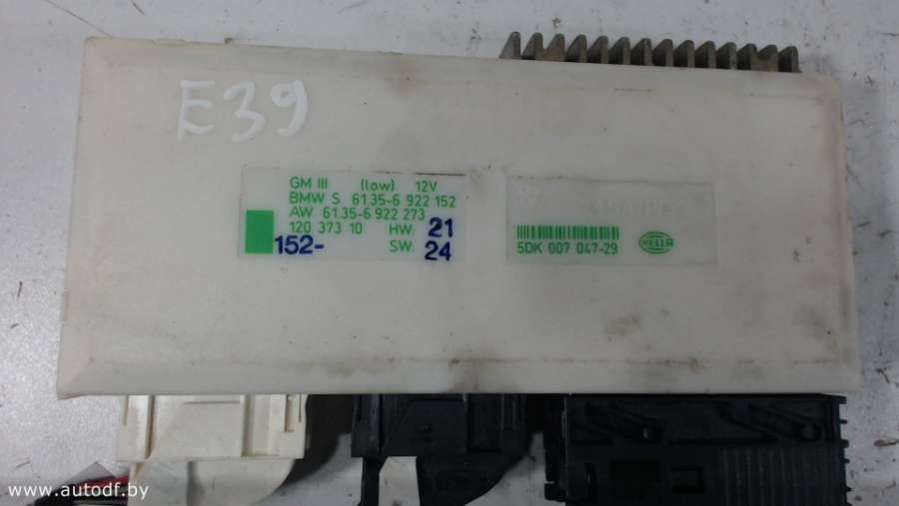 E39
GM III (low) 12V
BMW S 61.35-6 922 152
AW 61.35-6 922 273
120 373 10 HW: 21
152- SW: 24
5DK 007 047-29 HELLA
www.autodf.by